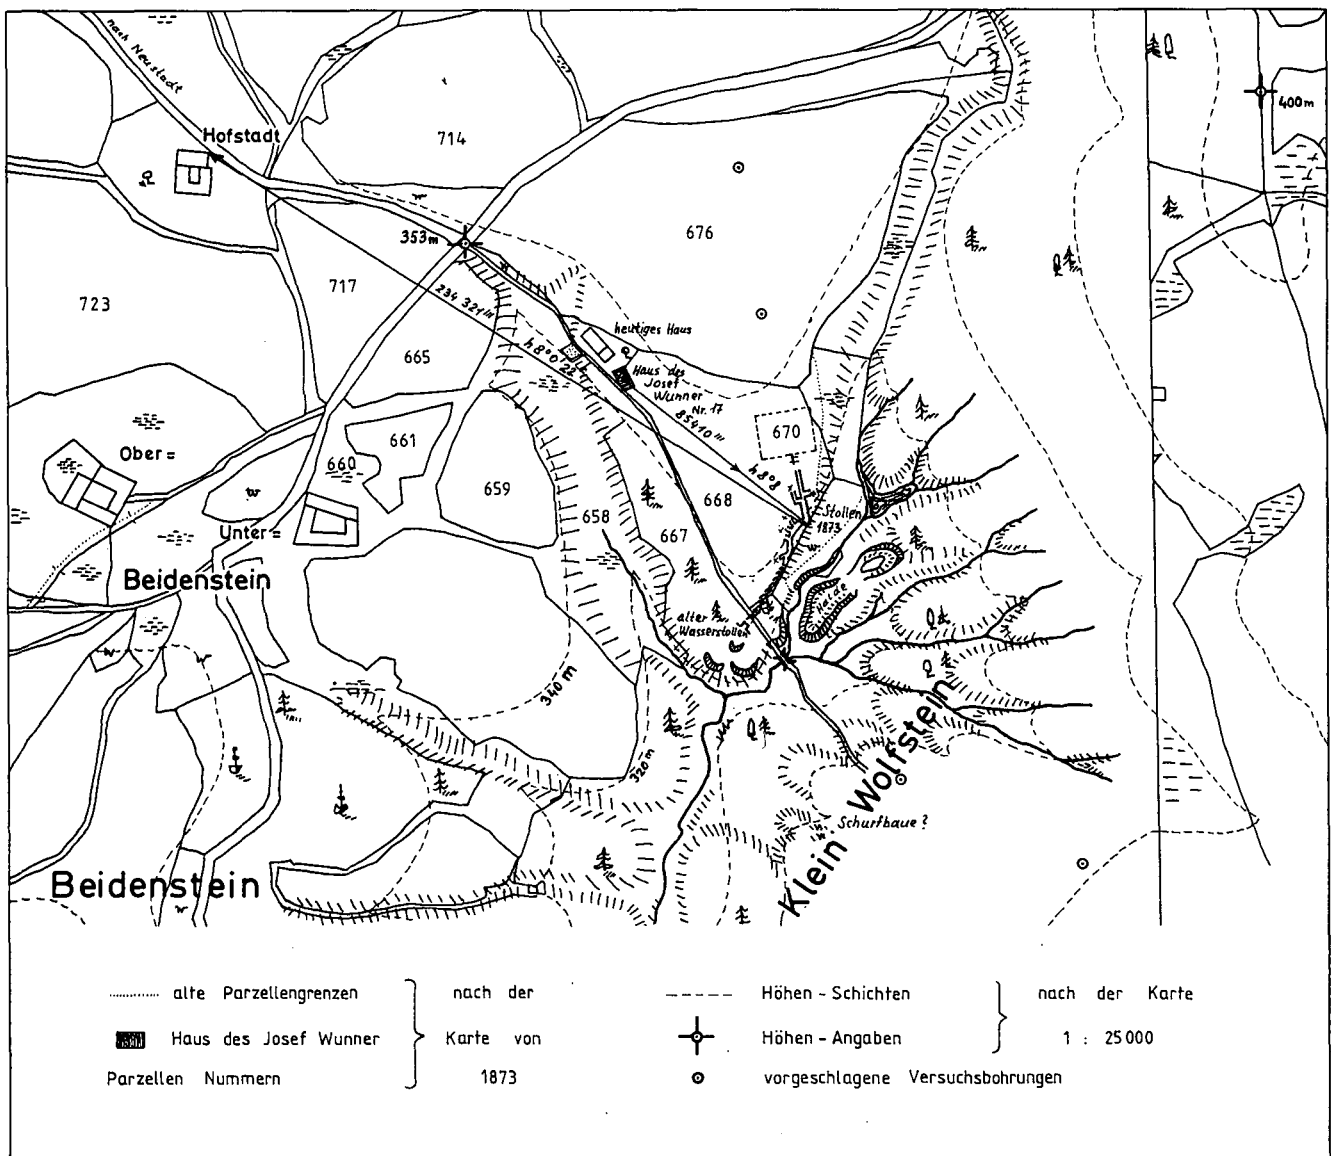 nach Neustadt
Hofstadt
714
400m
353m
676
723
717
234 321'''
heutiges Haus
665
Haus des
Josef
Wunner
Nr. 17
85410'''
h8°8
670
661
Ober=
660
659
668
Stollen
1873
658
Unter=
667
Beidenstein
Halde
alter
Wasserstollen
340 m
320 m
Klein Wolfstein
Schurfbaue?
Beidenstein
alte Parzellengrenzen
Haus des Josef Wunner
Parzellen Nummern
nach der
Karte von
1873
Höhen - Schichten
Höhen - Angaben
nach der Karte
1 : 25000
vorgeschlagene Versuchsbohrungen